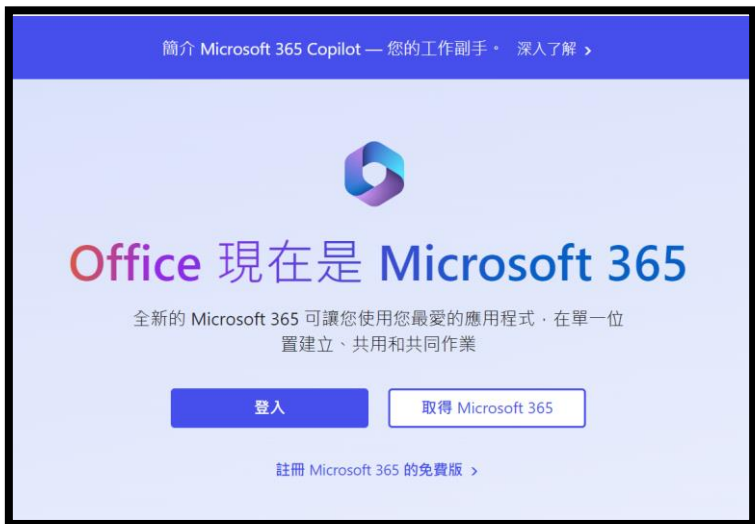 簡介 Microsoft 365 Copilot — 您的工作副手。 深入了解 >
Office 現在是 Microsoft 365
全新的 Microsoft 365 可讓您使用您最愛的應用程式，在單一位
置建立、共用和共同作業
登入
取得 Microsoft 365
註冊 Microsoft 365 的免費版 >